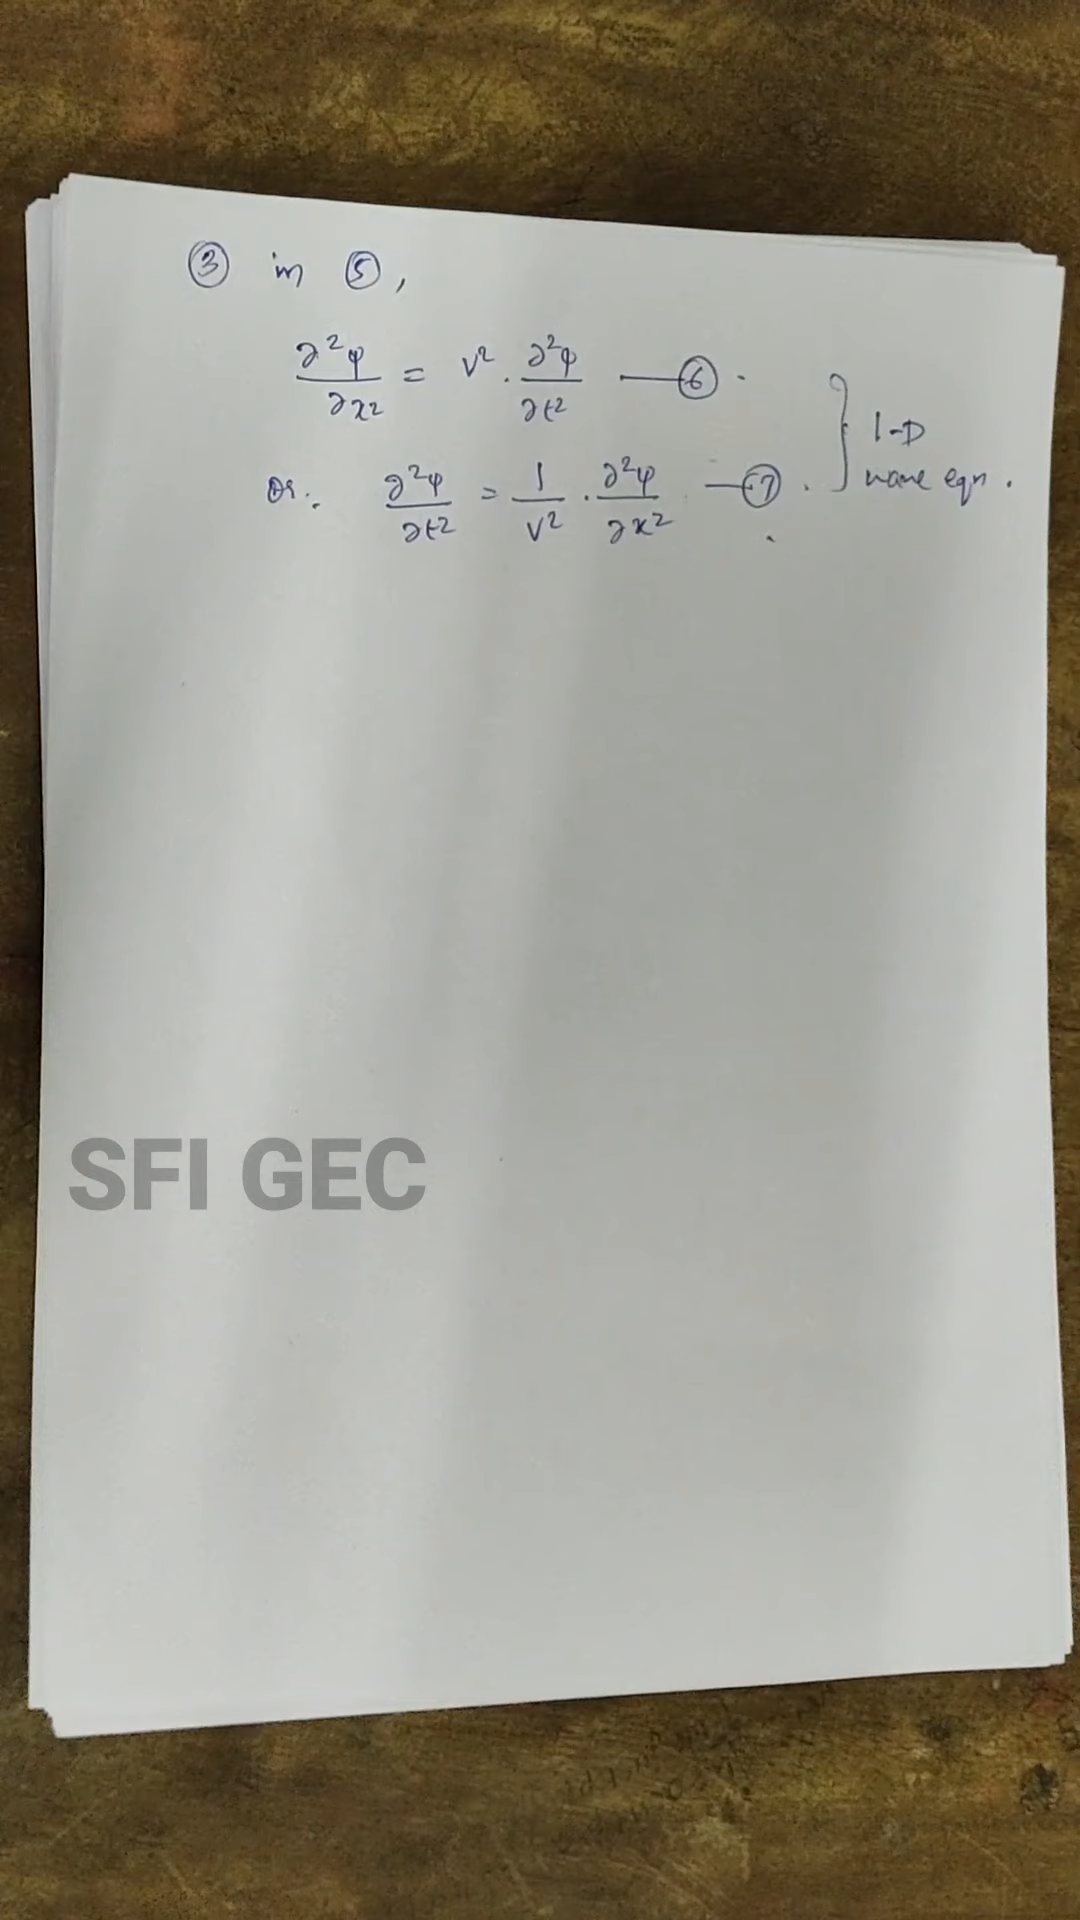 ③ in ⑤,
∂²φ/∂x² = v² · ∂²φ/∂t² —⑥ .
Or. ∂²φ/∂t² = 1/v² · ∂²φ/∂x² —⑦ .
} 1-D
wave eqn .
SFI GEC